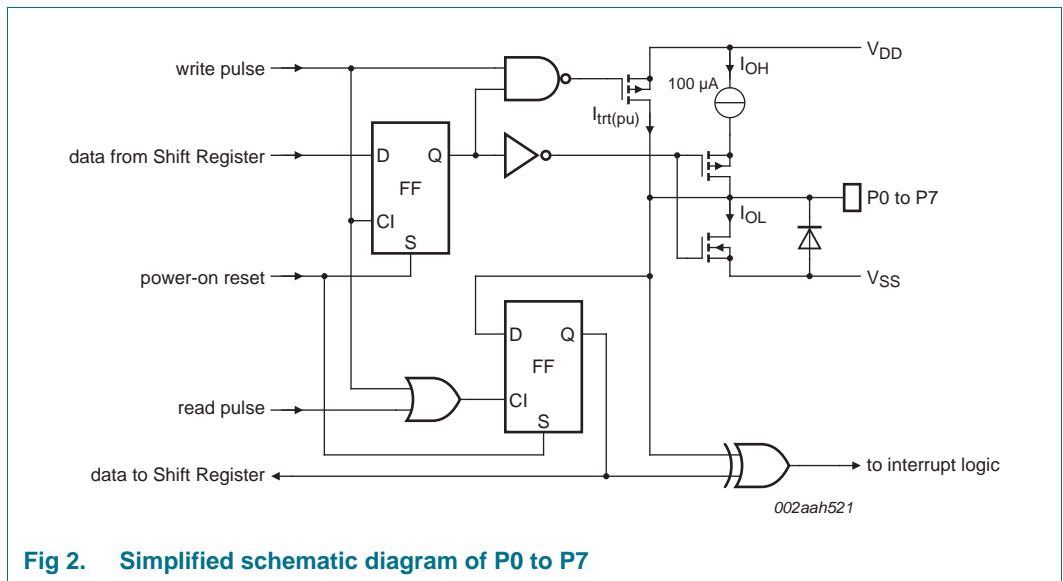 write pulse
data from Shift Register
power-on reset
read pulse
data to Shift Register
D
Q
FF
CI
S
D
Q
FF
CI
S
I_trt(pu)
100 μA
I_OH
V_DD
P0 to P7
I_OL
V_SS
to interrupt logic
002aah521
Fig 2. Simplified schematic diagram of P0 to P7